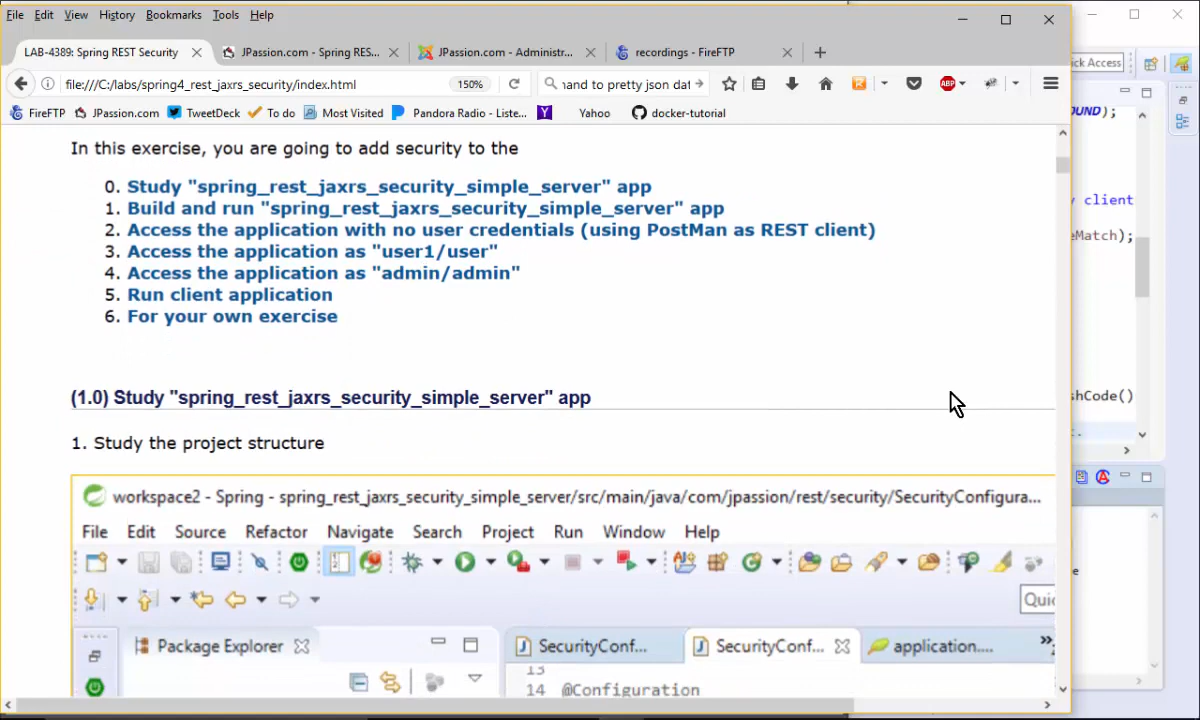 File Edit View History Bookmarks Tools Help
LAB-4389: Spring REST Security
JPassion.com - Spring RES...
JPassion.com - Administr...
recordings - FireFTP
file:///C:/labs/spring4_rest_jaxrs_security/index.html
150%
and to pretty json dat
ick Access
FireFTP JPassion.com TweetDeck To do Most Visited Pandora Radio - Liste... Yahoo docker-tutorial
OUND);
In this exercise, you are going to add security to the
0. Study "spring_rest_jaxrs_security_simple_server" app
1. Build and run "spring_rest_jaxrs_security_simple_server" app
2. Access the application with no user credentials (using PostMan as REST client)
3. Access the application as "user1/user"
4. Access the application as "admin/admin"
5. Run client application
6. For your own exercise
y client
eMatch);
shCode()
(1.0) Study "spring_rest_jaxrs_security_simple_server" app
1. Study the project structure
workspace2 - Spring - spring_rest_jaxrs_security_simple_server/src/main/java/com/jpassion/rest/security/SecurityConfigura...
File Edit Source Refactor Navigate Search Project Run Window Help
Quic
Package Explorer
SecurityConf...
SecurityConf...
application....
13
14 @Configuration